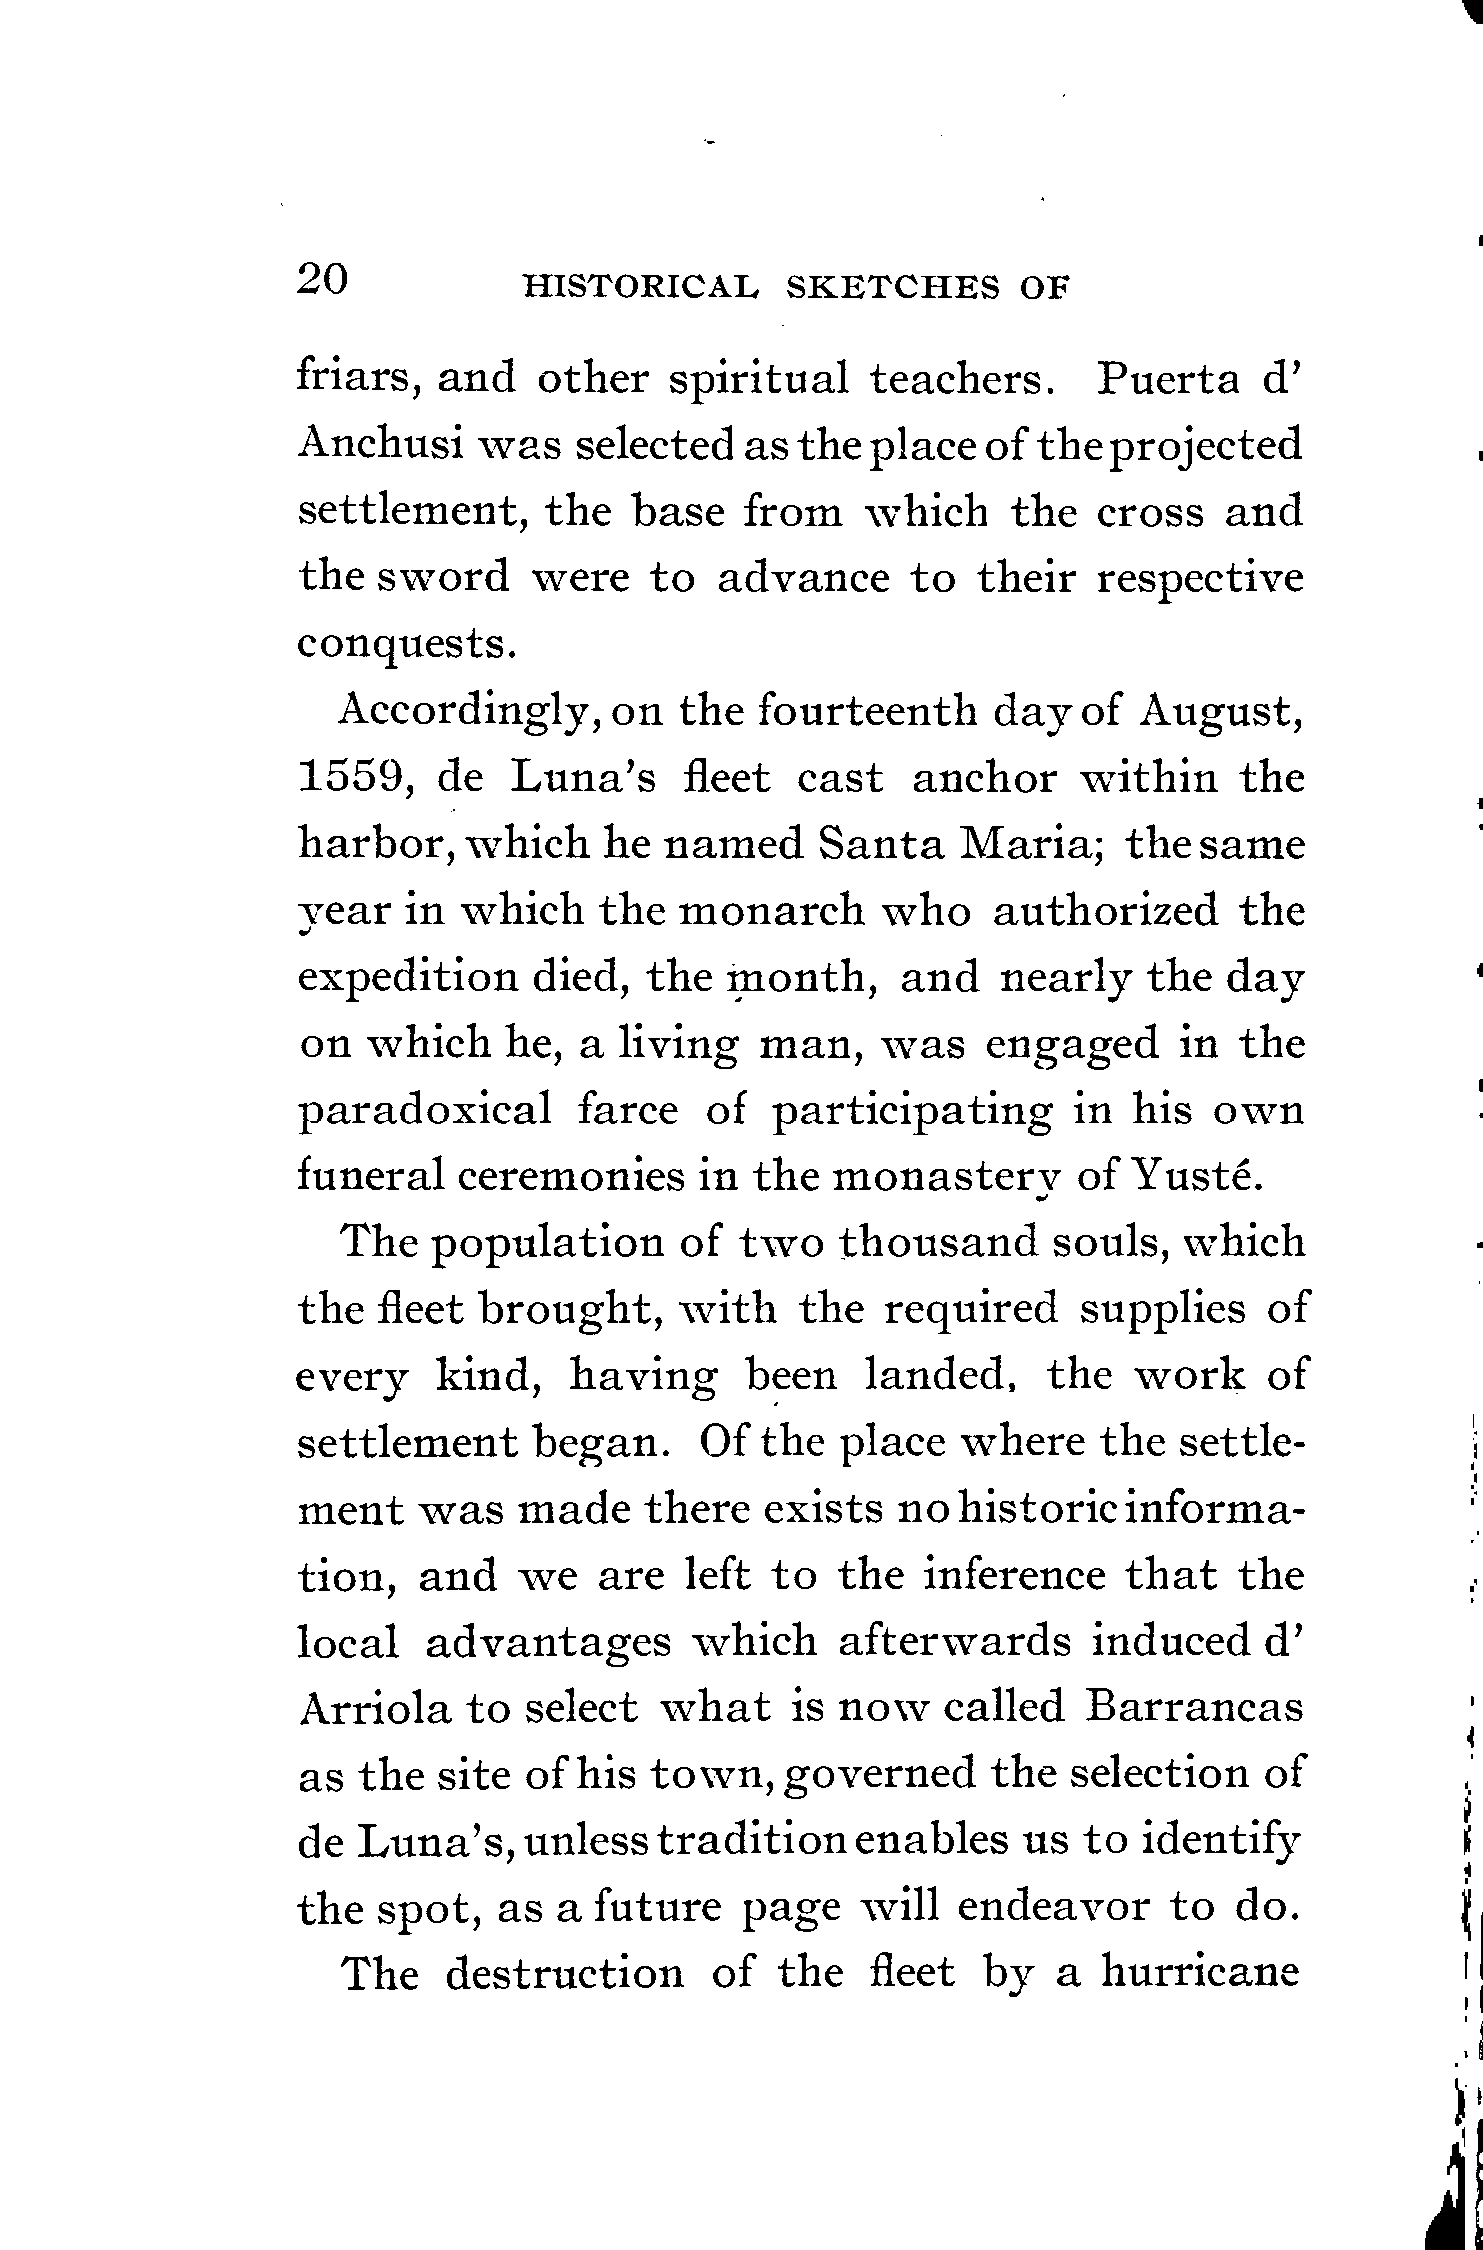 20 HISTORICAL SKETCHES OF
friars, and other spiritual teachers. Puerta d'
Anchusi was selected as the place of the projected
settlement, the base from which the cross and
the sword were to advance to their respective
conquests.
Accordingly, on the fourteenth day of August,
1559, de Luna's fleet cast anchor within the
harbor, which he named Santa Maria; the same
year in which the monarch who authorized the
expedition died, the month, and nearly the day
on which he, a living man, was engaged in the
paradoxical farce of participating in his own
funeral ceremonies in the monastery of Yusté.
The population of two thousand souls, which
the fleet brought, with the required supplies of
every kind, having been landed, the work of
settlement began. Of the place where the settle-
ment was made there exists no historic informa-
tion, and we are left to the inference that the
local advantages which afterwards induced d'
Arriola to select what is now called Barrancas
as the site of his town, governed the selection of
de Luna's, unless tradition enables us to identify
the spot, as a future page will endeavor to do.
The destruction of the fleet by a hurricane